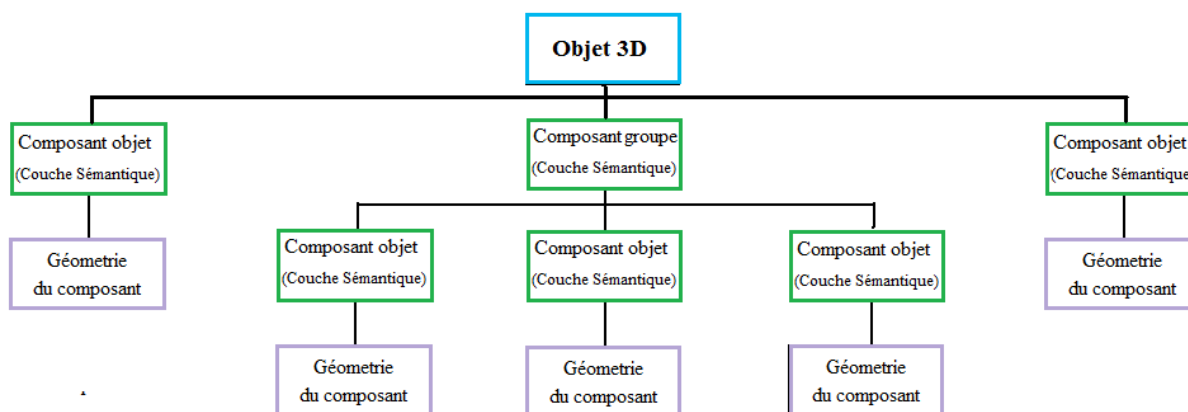 Objet 3D
Composant objet
(Couche Sémantique)
Composant groupe
(Couche Sémantique)
Composant objet
(Couche Sémantique
Géometrie
du composant
Composant objet
(Couche Sémantique)
Composant objet
(Couche Sémantique)
Composant objet
(Couche Sémantique)
Géometrie
du composant
Géometrie
du composant
Géometrie
du composant
Géometrie
du composant